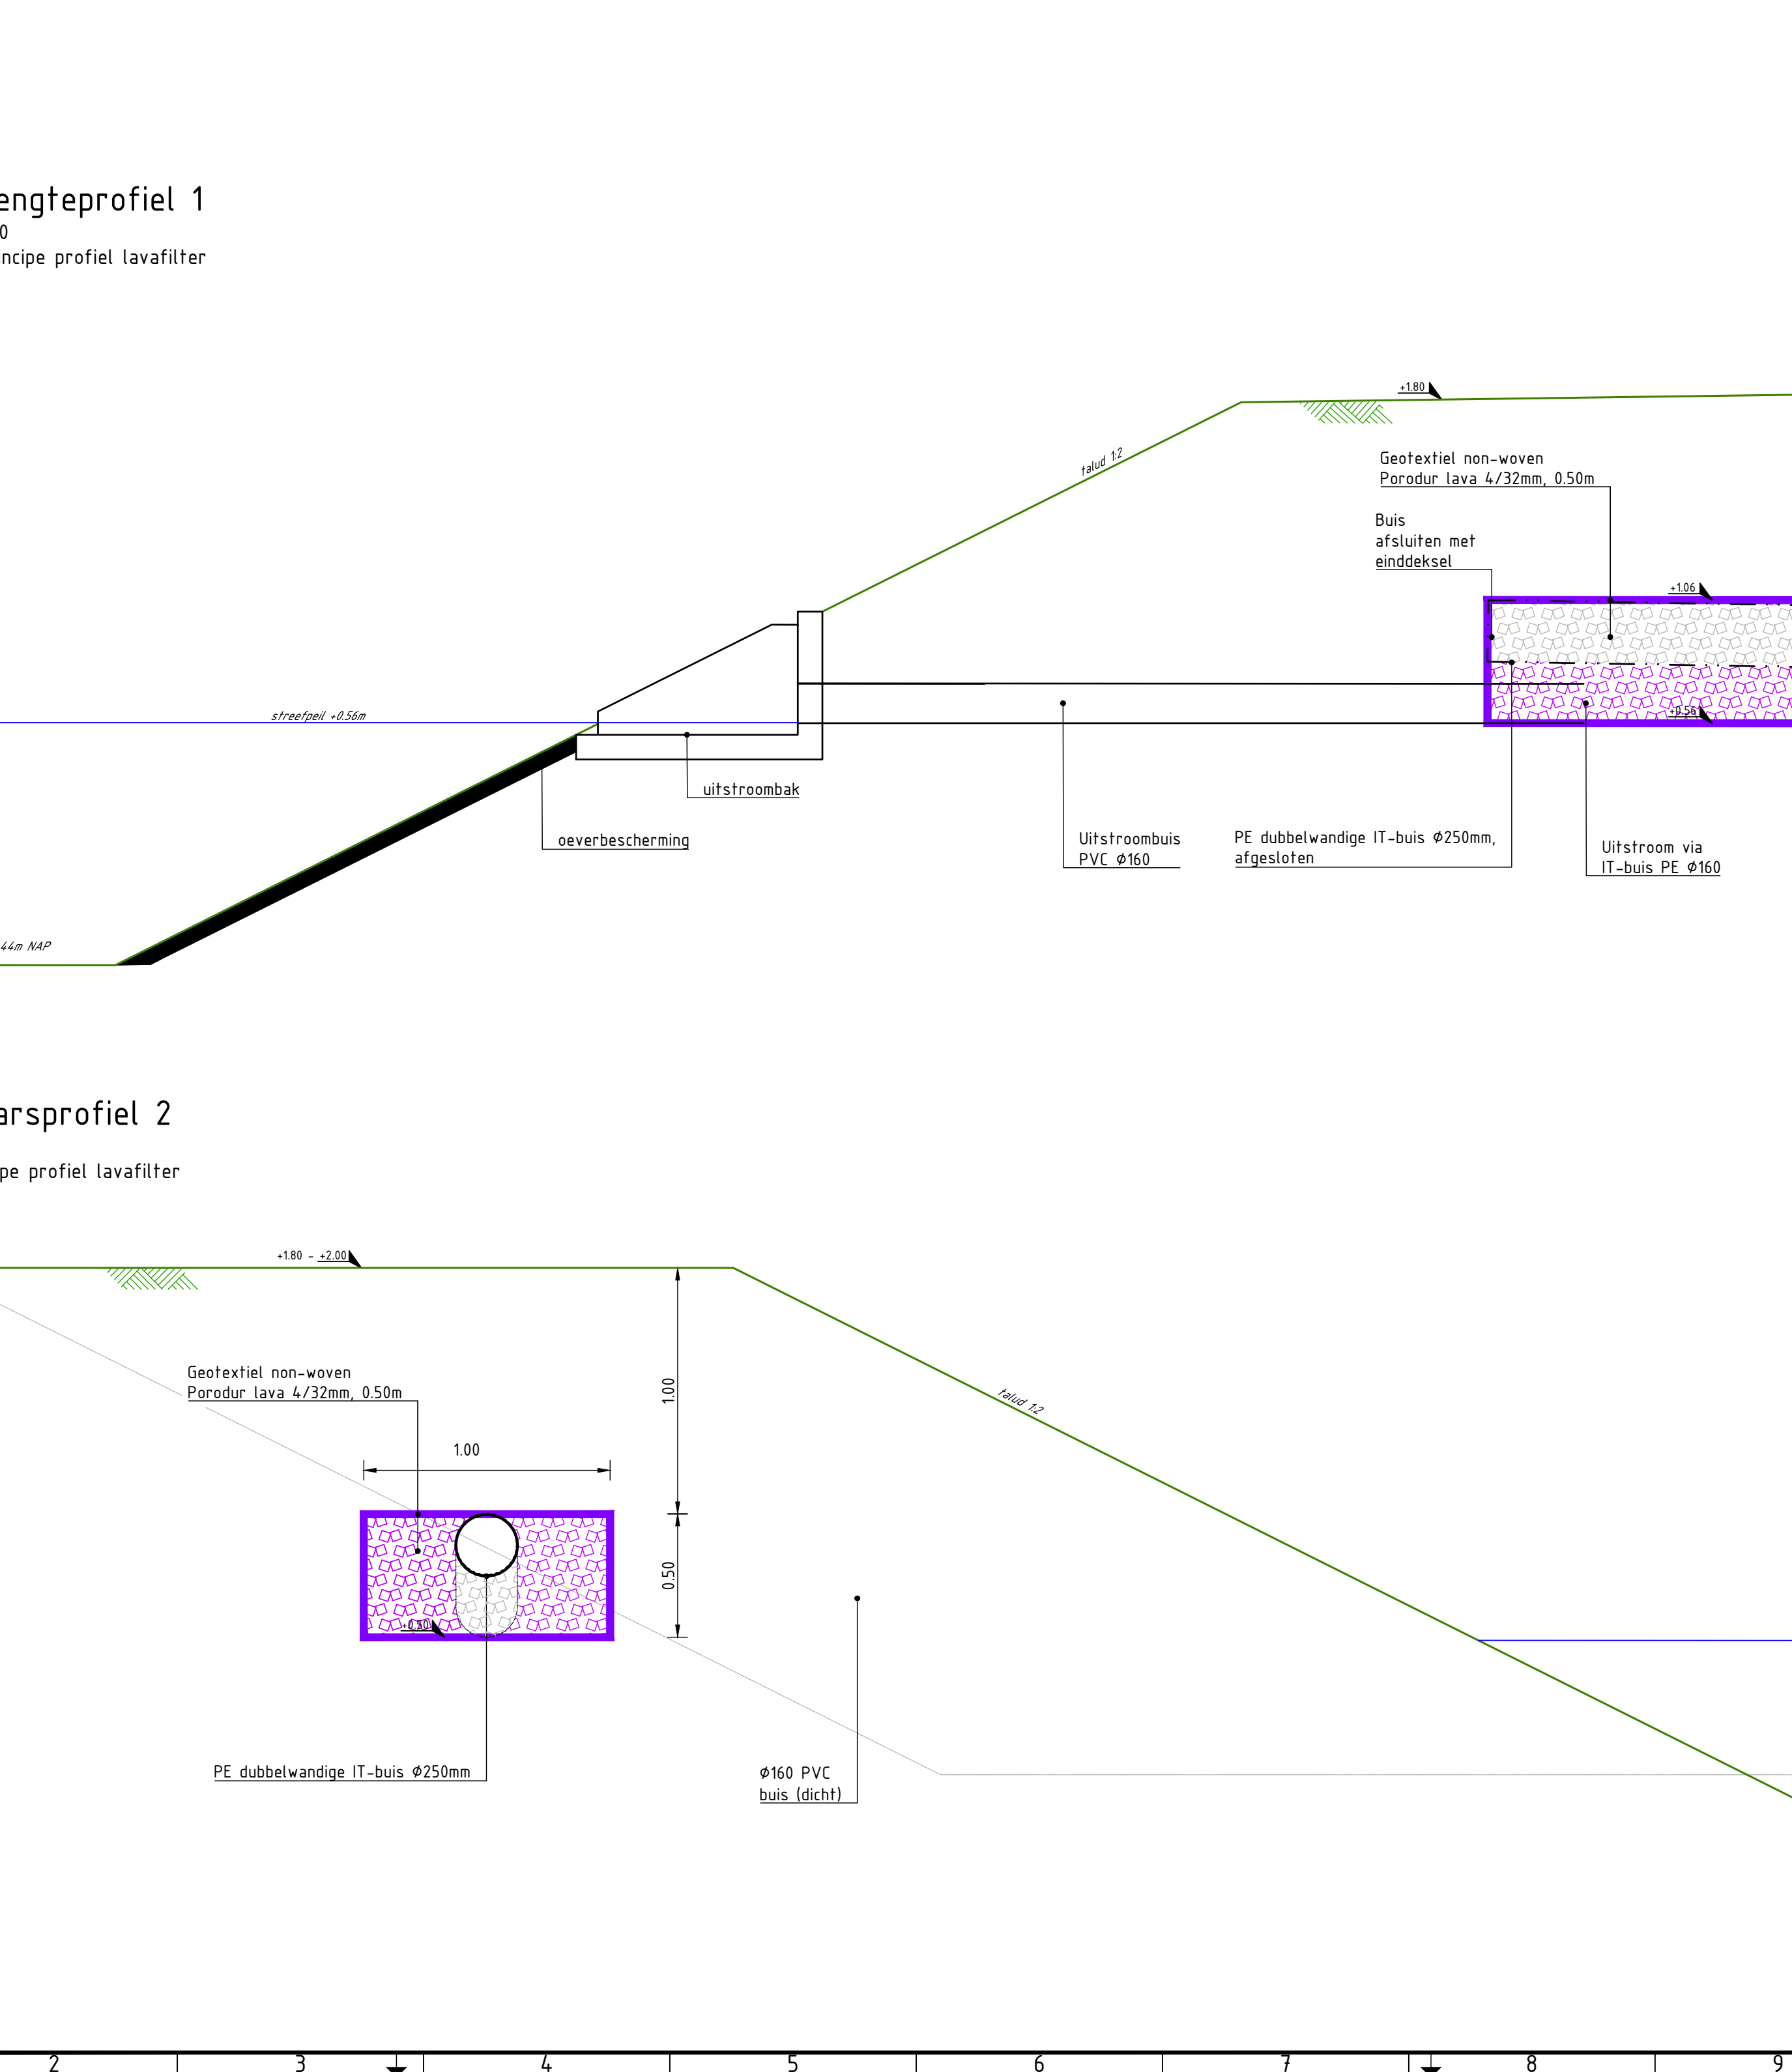 engteprofiel 1
0
ncipe profiel lavafilter
+1.80
talud 1:2
Geotextiel non-woven
Porodur lava 4/32mm, 0.50m
Buis
afsluiten met
einddeksel
+1.06
streefpeil +0.56m
+0.56
uitstroombak
oeverbescherming
Uitstroombuis
PVC Ø160
PE dubbelwandige IT-buis Ø250mm,
afgesloten
Uitstroom via
IT-buis PE Ø160
44m NAP
arsprofiel 2
pe profiel lavafilter
+1.80 - +2.00
Geotextiel non-woven
Porodur lava 4/32mm, 0.50m
1.00
talud 1:2
1.00
0.50
+0.50
PE dubbelwandige IT-buis Ø250mm
Ø160 PVC
buis (dicht)
2 3 4 5 6 7 8 9